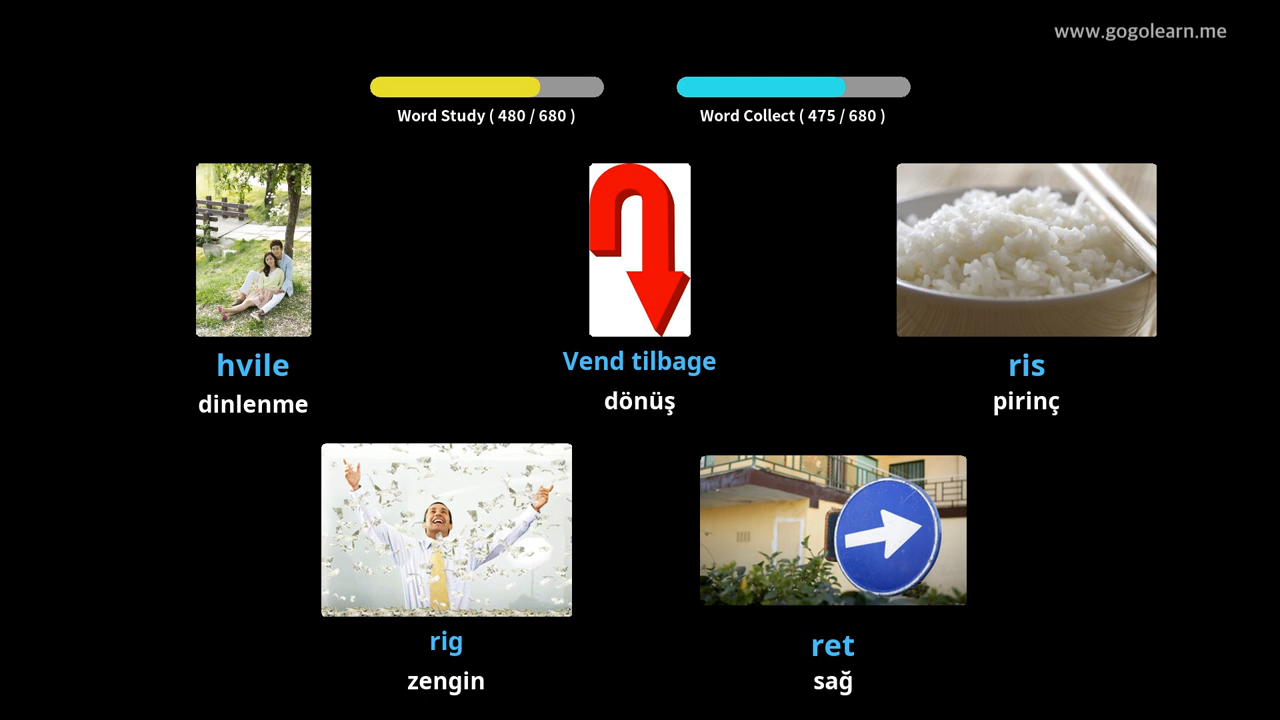 www.gogolearn.me
Word Study ( 480 / 680 )
Word Collect ( 475 / 680 )
hvile
dinlenme
Vend tilbage
dönüş
ris
pirinç
rig
zengin
ret
sağ